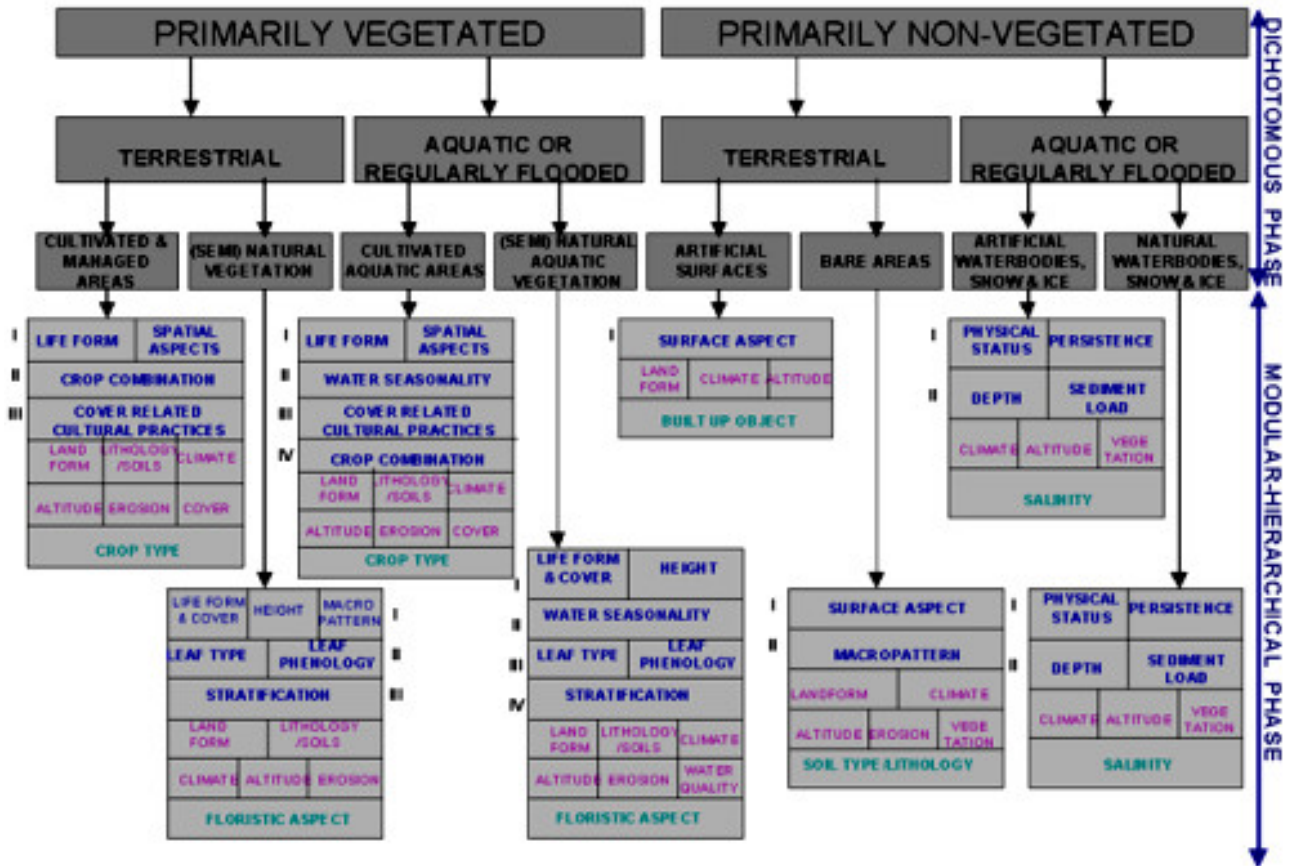 PRIMARILY VEGETATED
PRIMARILY NON-VEGETATED
DICHOTOMOUS PHASE
TERRESTRIAL
AQUATIC OR
REGULARLY FLOODED
TERRESTRIAL
AQUATIC OR
REGULARLY FLOODED
CULTIVATED &
MANAGED
AREAS
(SEMI) NATURAL
VEGETATION
CULTIVATED
AQUATIC AREAS
(SEMI) NATURAL
AQUATIC
VEGETATION
ARTIFICIAL
SURFACES
BARE AREAS
ARTIFICIAL
WATERBODIES,
SNOW & ICE
NATURAL
WATERBODIES,
SNOW & ICE
MODULAR-HIERARCHICAL PHASE
I
LIFE FORM
SPATIAL
ASPECTS
II
CROP COMBINATION
III
COVER RELATED
CULTURAL PRACTICES
LAND
FORM
LITHOLOGY
/SOILS
CLIMATE
ALTITUDE
EROSION
COVER
CROP TYPE
LIFE FORM
& COVER
HEIGHT
MACRO
PATTERN
I
LEAF TYPE
LEAF
PHENOLOGY
II
STRATIFICATION
III
LAND
FORM
LITHOLOGY
/SOILS
CLIMATE
ALTITUDE
EROSION
FLORISTIC ASPECT
I
LIFE FORM
SPATIAL
ASPECTS
II
WATER SEASONALITY
III
COVER RELATED
CULTURAL PRACTICES
IV
CROP COMBINATION
LAND
FORM
LITHOLOGY
/SOILS
CLIMATE
ALTITUDE
EROSION
COVER
CROP TYPE
I
LIFE FORM
& COVER
HEIGHT
II
WATER SEASONALITY
III
LEAF TYPE
LEAF
PHENOLOGY
IV
STRATIFICATION
LAND
FORM
LITHOLOGY
/SOILS
CLIMATE
ALTITUDE
EROSION
WATER
QUALITY
FLORISTIC ASPECT
I
SURFACE ASPECT
LAND
FORM
CLIMATE
ALTITUDE
BUILT UP OBJECT
I
SURFACE ASPECT
II
MACROPATTERN
LANDFORM
CLIMATE
ALTITUDE
EROSION
VEGE
TATION
SOIL TYPE/LITHOLOGY
I
PHYSICAL
STATUS
PERSISTENCE
II
DEPTH
SEDIMENT
LOAD
CLIMATE
ALTITUDE
VEGE
TATION
SALINITY
I
PHYSICAL
STATUS
PERSISTENCE
II
DEPTH
SEDIMENT
LOAD
CLIMATE
ALTITUDE
VEGE
TATION
SALINITY